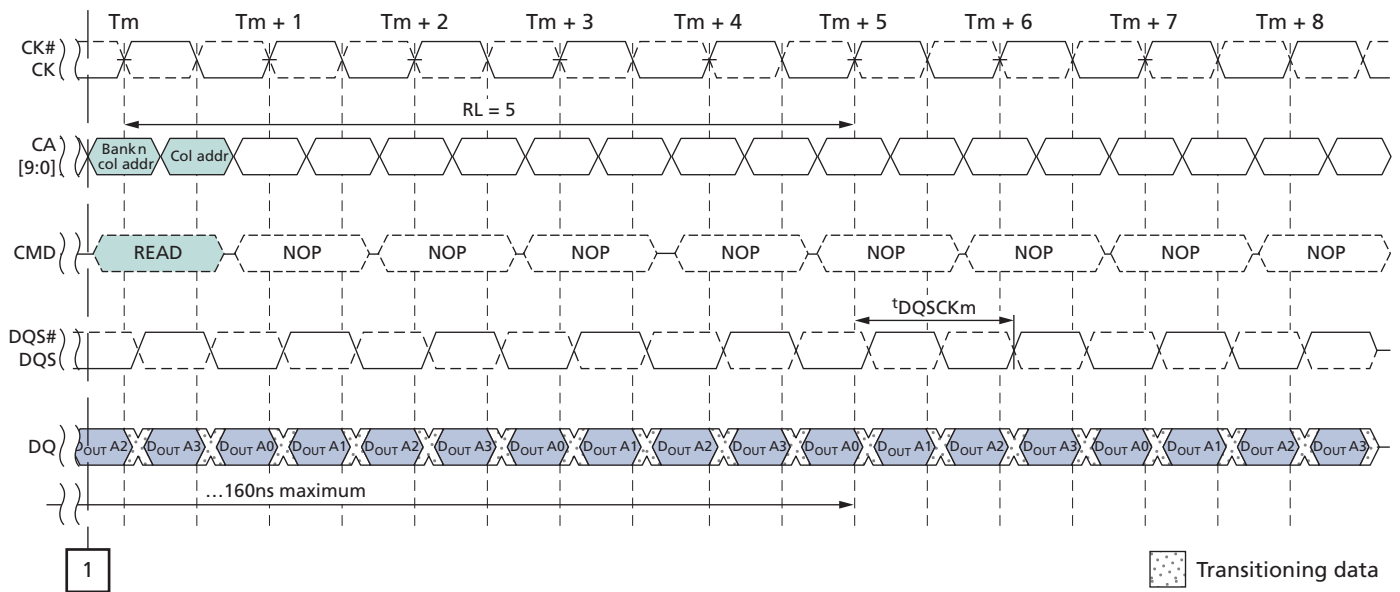 Tm Tm + 1 Tm + 2 Tm + 3 Tm + 4 Tm + 5 Tm + 6 Tm + 7 Tm + 8
CK#
CK
RL = 5
CA
[9:0]
Bank n
col addr
Col addr
CMD READ NOP NOP NOP NOP NOP NOP NOP NOP
tDQSCKm
DQS#
DQS
DQ DOUT A2 DOUT A3 DOUT A0 DOUT A1 DOUT A2 DOUT A3 DOUT A0 DOUT A1 DOUT A2 DOUT A3 DOUT A0 DOUT A1 DOUT A2 DOUT A3 DOUT A0 DOUT A1 DOUT A2 DOUT A3
…160ns maximum
1
Transitioning data